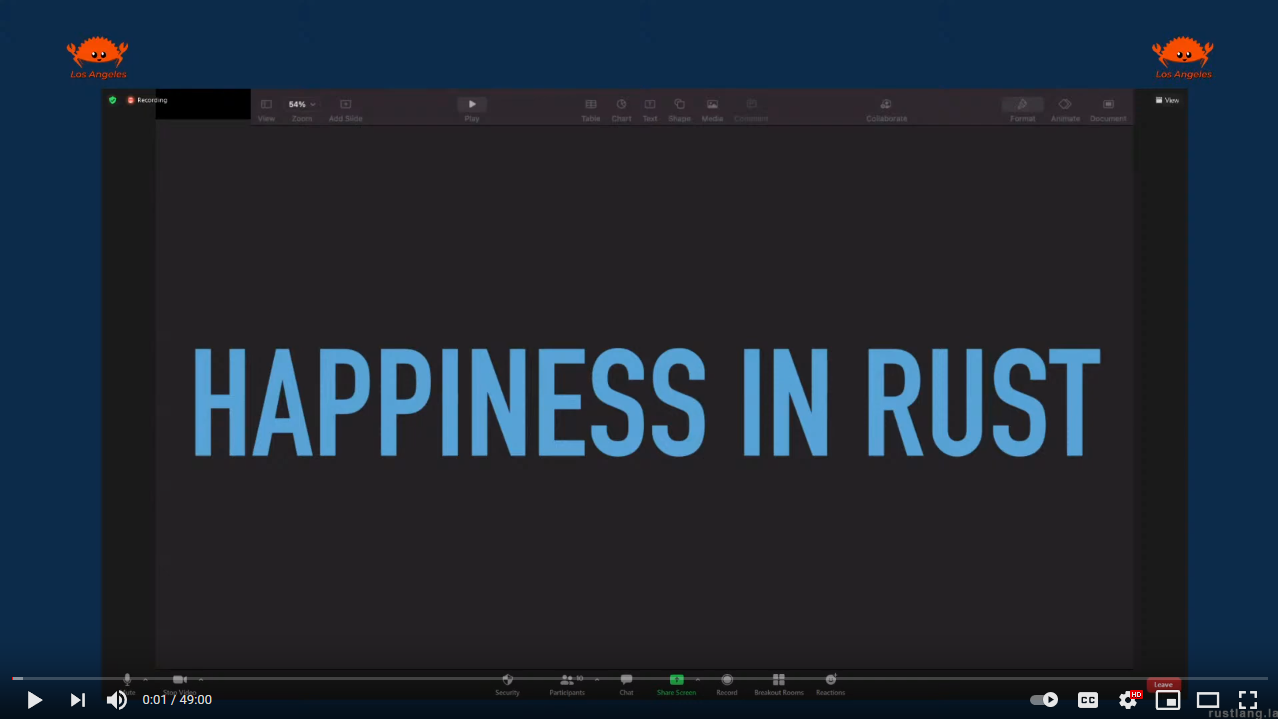 Los Angeles
Los Angeles
Recording
View
54%
View
Zoom
Add Slide
Play
Table
Chart
Text
Shape
Media
Comment
Collaborate
Format
Animate
Document
HAPPINESS IN RUST
Mute
Stop Video
Security
10
Participants
Chat
Share Screen
Record
Breakout Rooms
Reactions
Leave
0:01 / 49:00
CC
HD
rustlang.la